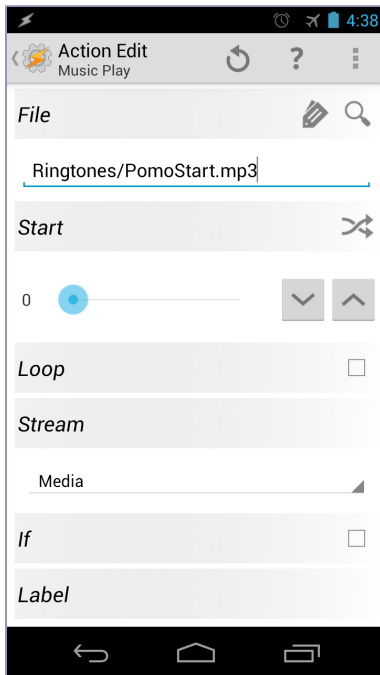 4:38
Action Edit
Music Play
?
File
Ringtones/PomoStart.mp3
Start
0
Loop
Stream
Media
If
Label